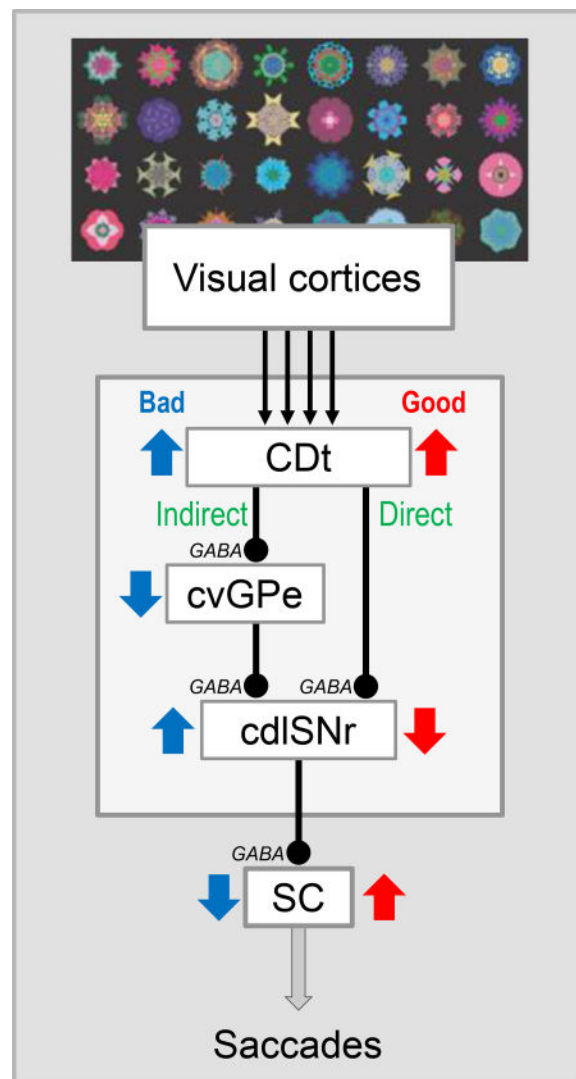 Visual cortices
Bad Good
CDt
Indirect Direct
GABA
cvGPe
GABA GABA
cdlSNr
GABA
SC
Saccades